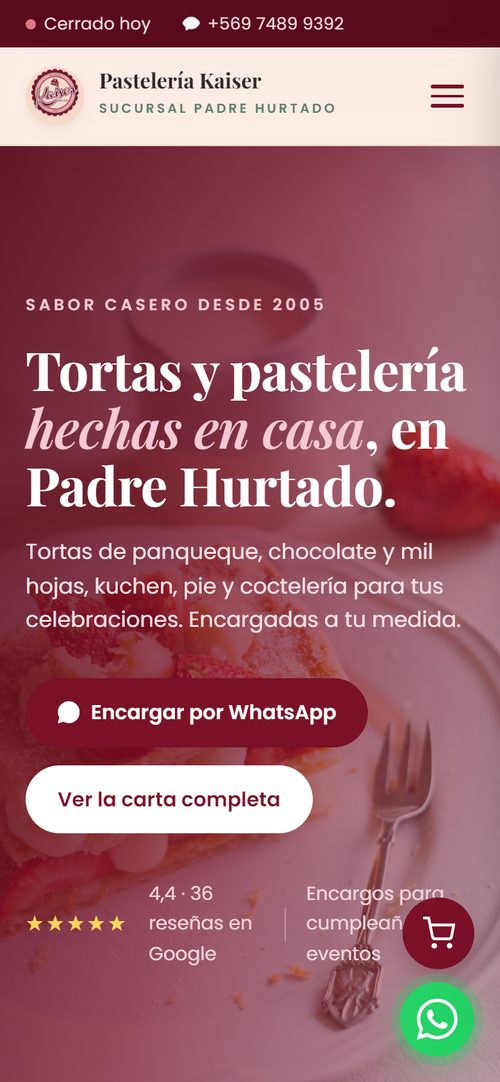 Cerrado hoy
+569 7489 9392
Kaiser
Pastelería Kaiser
SUCURSAL PADRE HURTADO
SABOR CASERO DESDE 2005
Tortas y pastelería
hechas en casa, en
Padre Hurtado.
Tortas de panqueque, chocolate y mil
hojas, kuchen, pie y coctelería para tus
celebraciones. Encargadas a tu medida.
Encargar por WhatsApp
Ver la carta completa
4,4 · 36
reseñas en
Google
Encargos para
eventos